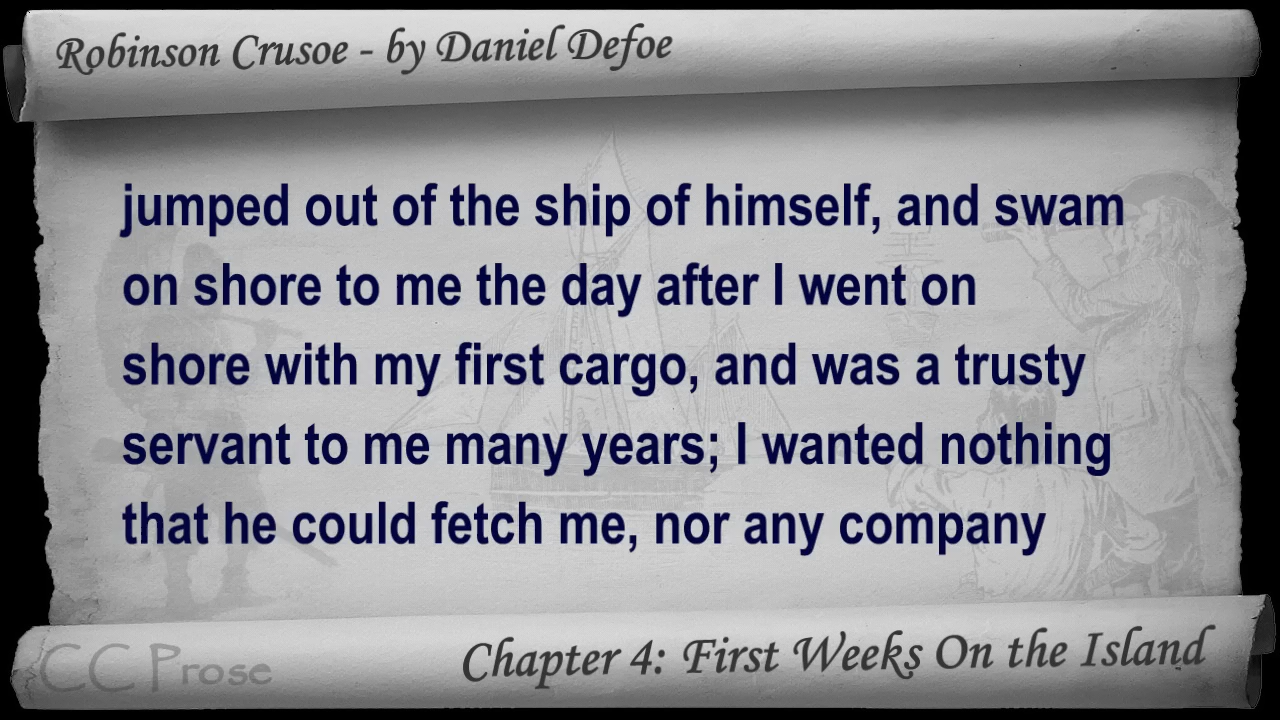 Robinson Crusoe - by Daniel Defoe
jumped out of the ship of himself, and swam
on shore to me the day after I went on
shore with my first cargo, and was a trusty
servant to me many years; I wanted nothing
that he could fetch me, nor any company
CC Prose
Chapter 4: First Weeks On the Island